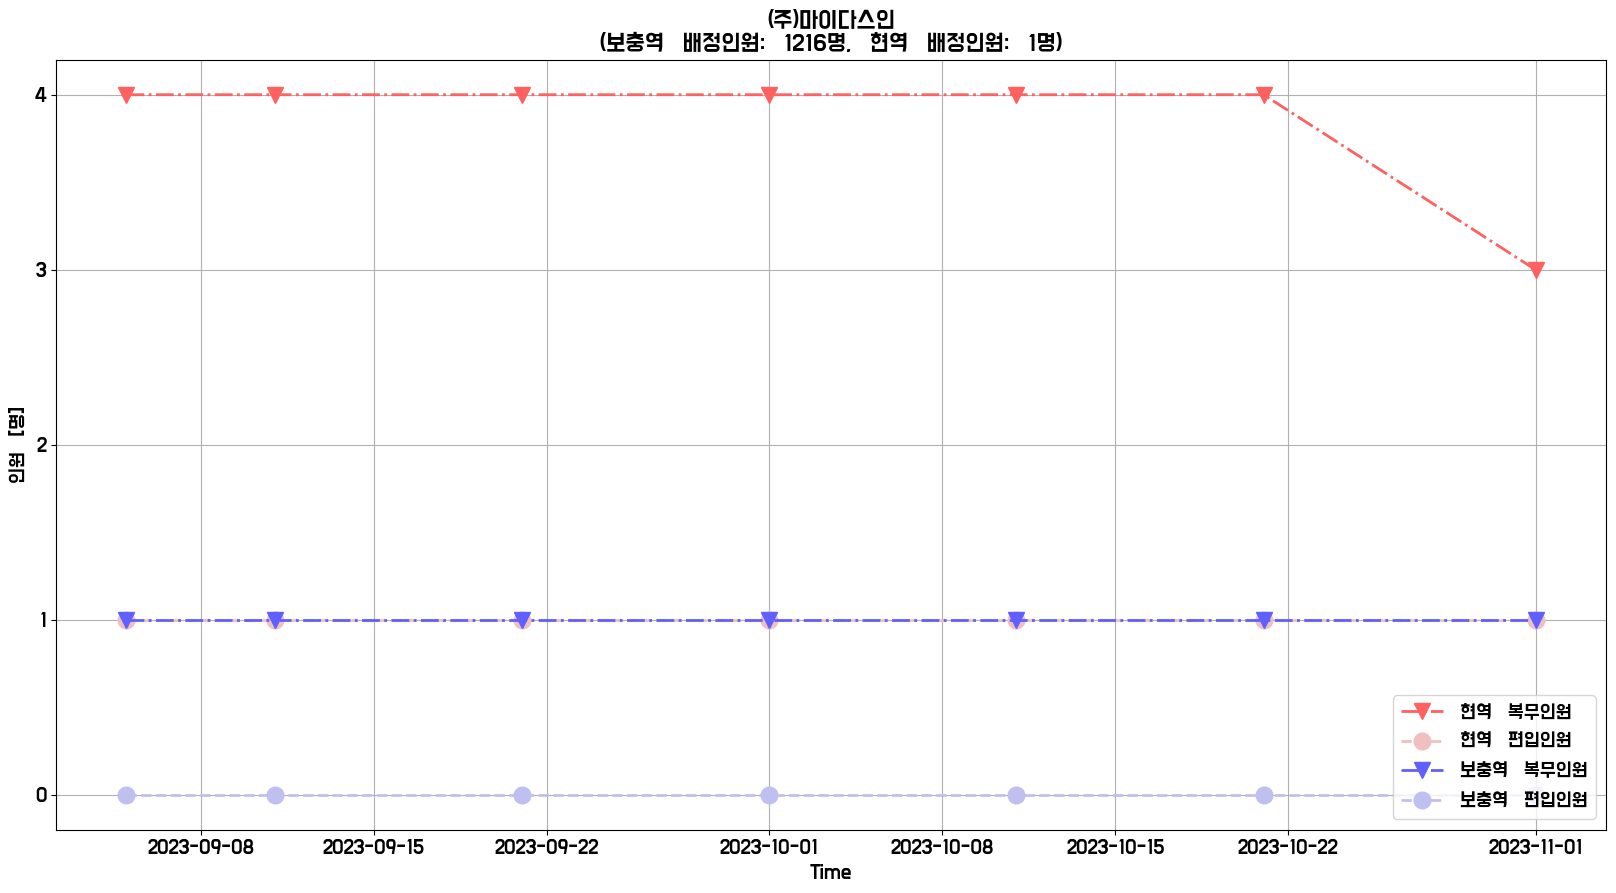 (주)마이다스인
(보충역 배정인원: 1216명, 현역 배정인원: 1명)
인원 [명]
4
3
2
1
0
현역 복무인원
현역 편입인원
보충역 복무인원
보충역 편입인원
2023-09-08 2023-09-15 2023-09-22 2023-10-01 2023-10-08 2023-10-15 2023-10-22 2023-11-01
Time